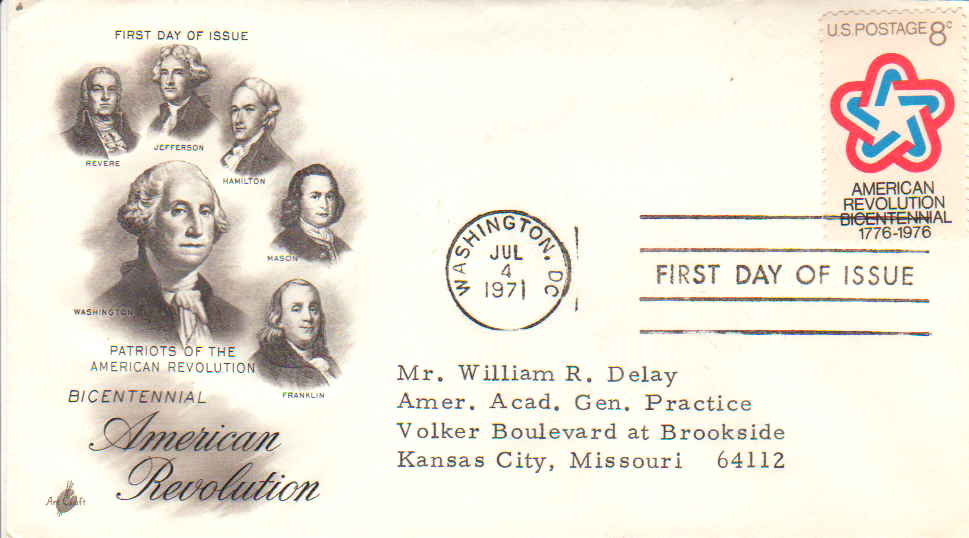 FIRST DAY OF ISSUE
REVERE
JEFFERSON
HAMILTON
MASON
WASHINGTON
FRANKLIN
PATRIOTS OF THE
AMERICAN REVOLUTION
BICENTENNIAL
American
Revolution
Art Craft
U.S. POSTAGE 8c
AMERICAN
REVOLUTION
BICENTENNIAL
1776-1976
WASHINGTON, DC
JUL
4
1971
FIRST DAY OF ISSUE
Mr. William R. Delay
Amer. Acad. Gen. Practice
Volker Boulevard at Brookside
Kansas City, Missouri 64112